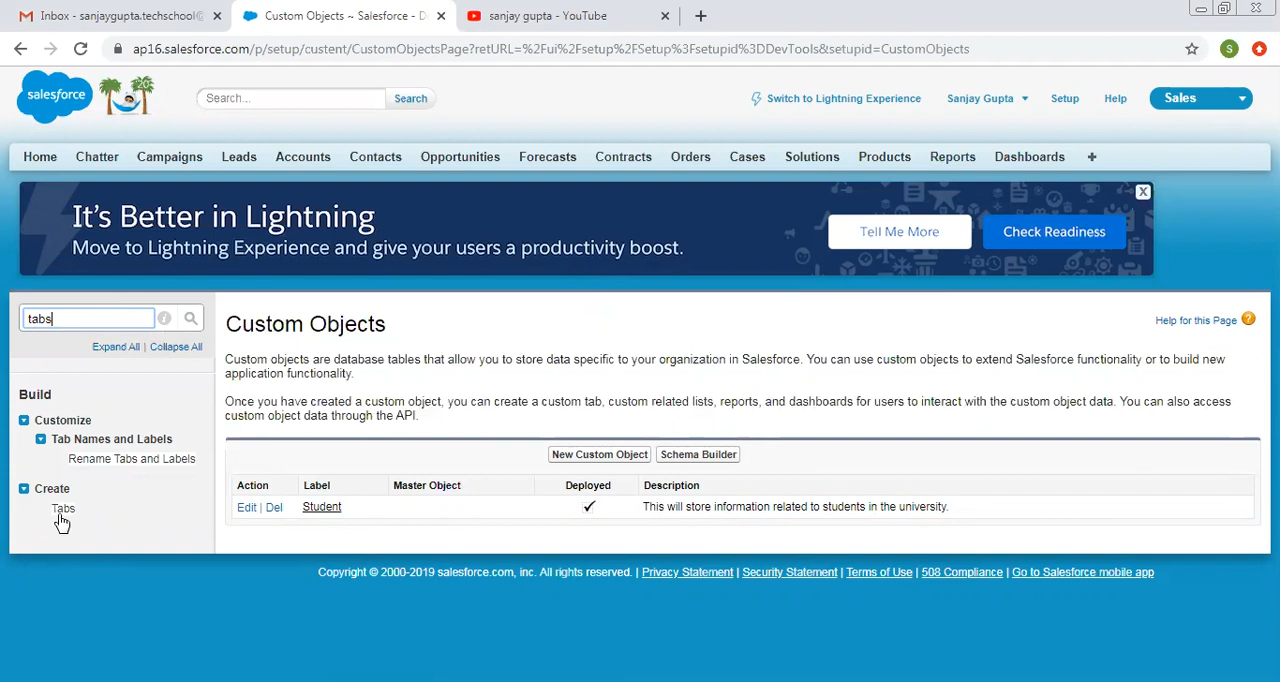 Inbox - sanjaygupta.techschool@
Custom Objects ~ Salesforce - De
sanjay gupta - YouTube
ap16.salesforce.com/p/setup/custent/CustomObjectsPage?retURL=%2Fui%2Fsetup%2FSetup%3Fsetupid%3DDevTools&setupid=CustomObjects
S
salesforce
20
Search...
Search
Switch to Lightning Experience
Sanjay Gupta
Setup
Help
Sales
Home Chatter Campaigns Leads Accounts Contacts Opportunities Forecasts Contracts Orders Cases Solutions Products Reports Dashboards +
It's Better in Lightning
Move to Lightning Experience and give your users a productivity boost.
Tell Me More
Check Readiness
X
tabs
Expand All | Collapse All
Build
Customize
Tab Names and Labels
Rename Tabs and Labels
Create
Tabs
Custom Objects
Help for this Page ?
Custom objects are database tables that allow you to store data specific to your organization in Salesforce. You can use custom objects to extend Salesforce functionality or to build new
application functionality.
Once you have created a custom object, you can create a custom tab, custom related lists, reports, and dashboards for users to interact with the custom object data. You can also access
custom object data through the API.
New Custom Object
Schema Builder
Action Label Master Object Deployed Description
Edit | Del Student ✓ This will store information related to students in the university.
Copyright © 2000-2019 salesforce.com, inc. All rights reserved. | Privacy Statement | Security Statement | Terms of Use | 508 Compliance | Go to Salesforce mobile app